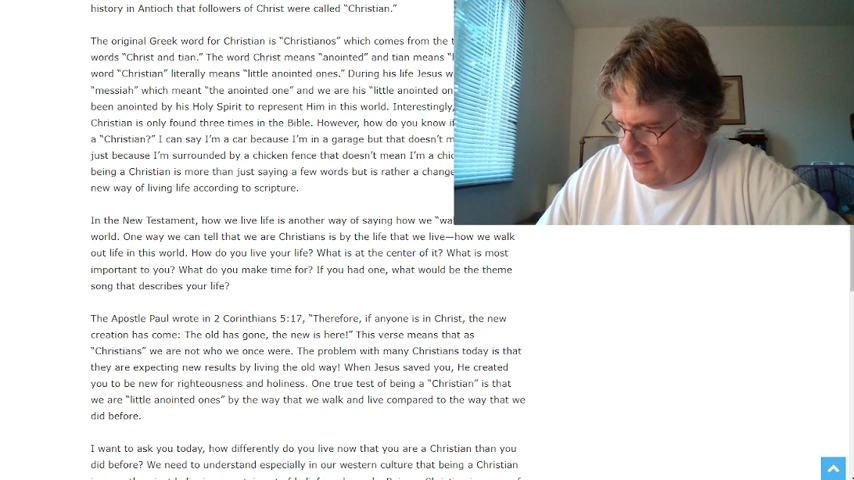 history in Antioch that followers of Christ were called “Christian.”
The original Greek word for Christian is “Christianos” which comes from the
words “Christ and tian.” The word Christ means “anointed” and tian means
word “Christian” literally means “little anointed ones.” During his life Jesus
“messiah” which meant “the anointed one” and we are his “little anointed
been anointed by his Holy Spirit to represent Him in this world. Interestingly,
Christian is only found three times in the Bible. However, how do you know
a “Christian?” I can say I’m a car because I’m in a garage but that doesn’t
just because I’m surrounded by a chicken fence that doesn’t mean I’m a
being a Christian is more than just saying a few words but is rather a change
new way of living life according to scripture.
In the New Testament, how we live life is another way of saying how we
world. One way we can tell that we are Christians is by the life that we live—how we walk
out life in this world. How do you live your life? What is at the center of it? What is most
important to you? What do you make time for? If you had one, what would be the theme
song that describes your life?
The Apostle Paul wrote in 2 Corinthians 5:17, “Therefore, if anyone is in Christ, the new
creation has come: The old has gone, the new is here!” This verse means that as
“Christians” we are not who we once were. The problem with many Christians today is that
they are expecting new results by living the old way! When Jesus saved you, He created
you to be new for righteousness and holiness. One true test of being a “Christian” is that
we are “little anointed ones” by the way that we walk and live compared to the way that we
did before.
I want to ask you today, how differently do you live now that you are a Christian than you
did before? We need to understand especially in our western culture that being a Christian